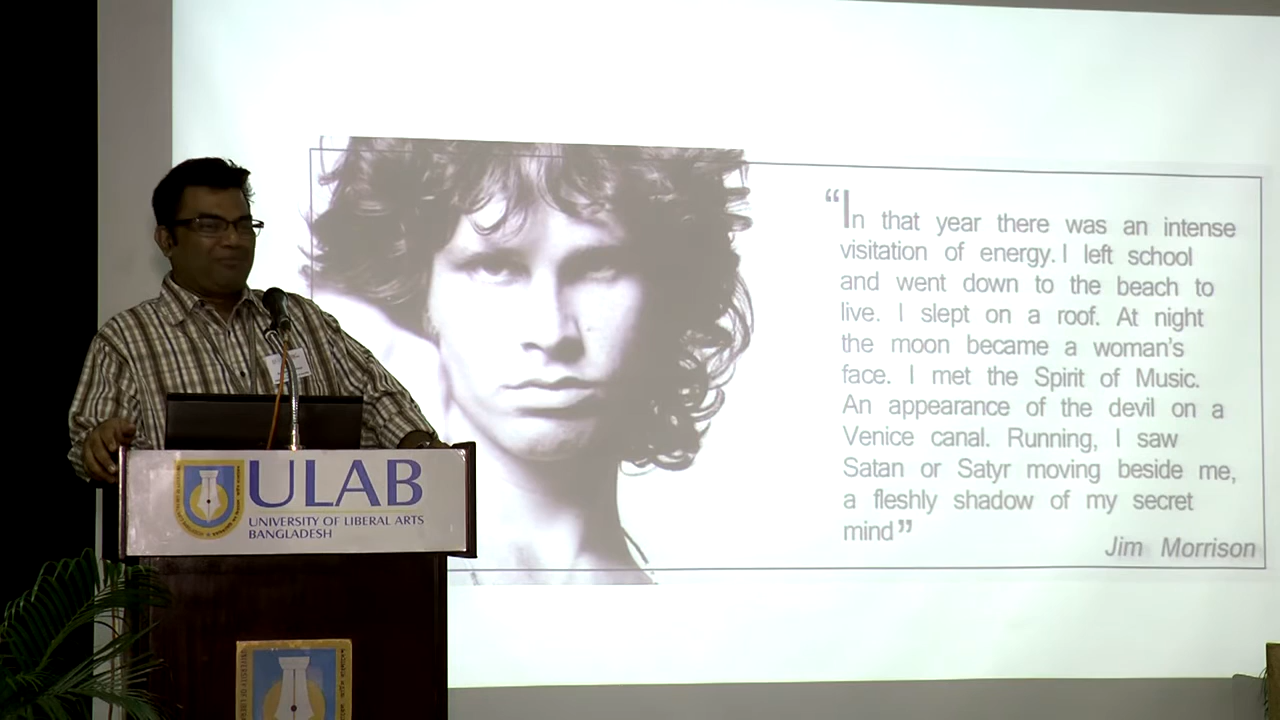 “In that year there was an intense
visitation of energy. I left school
and went down to the beach to
live. I slept on a roof. At night
the moon became a woman's
face. I met the Spirit of Music.
An appearance of the devil on a
Venice canal. Running, I saw
Satan or Satyr moving beside me,
a fleshly shadow of my secret
mind”
Jim Morrison
ULAB
UNIVERSITY OF LIBERAL ARTS
BANGLADESH